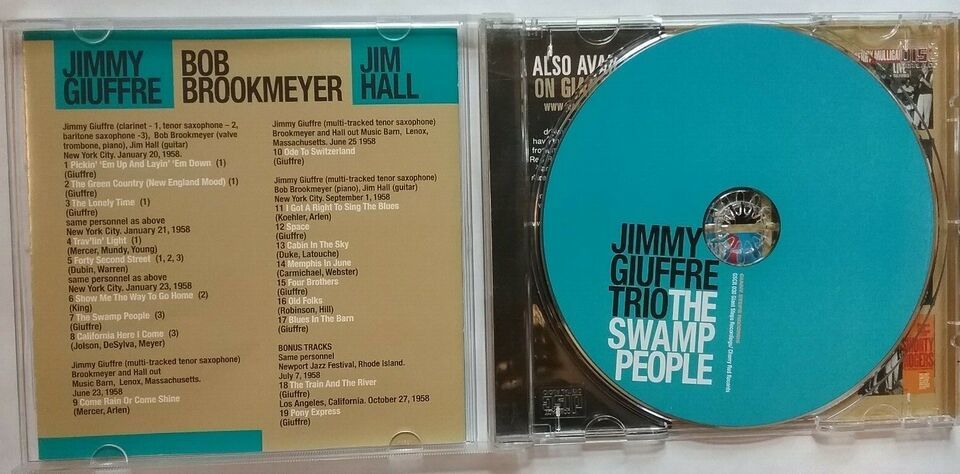 JIMMY
GIUFFRE
BOB
BROOKMEYER
JIM
HALL
Jimmy Giuffre (clarinet - 1, tenor saxophone – 2,
baritone saxophone -3), Bob Brookmeyer (valve
trombone, piano), Jim Hall (guitar)
New York City. January 20, 1958.
1 Pickin' 'Em Up And Layin' 'Em Down (1)
(Giuffre)
2 The Green Country (New England Mood) (1)
(Giuffre)
3 The Lonely Time (1)
(Giuffre)
same personnel as above
New York City. January 21, 1958
4 Trav'lin' Light (1)
(Mercer, Mundy, Young)
5 Forty Second Street (1, 2, 3)
(Dubin, Warren)
same personnel as above
New York City. January 23, 1958
6 Show Me The Way To Go Home (2)
(King)
7 The Swamp People (3)
(Giuffre)
8 California Here I Come (3)
(Jolson, DeSylva, Meyer)
Jimmy Giuffre (multi-tracked tenor saxophone)
Brookmeyer and Hall out
Music Barn, Lenox, Massachusetts.
June 23, 1958
9 Come Rain Or Come Shine
(Mercer, Arlen)
Jimmy Giuffre (multi-tracked tenor saxophone)
Brookmeyer and Hall out Music Barn, Lenox,
Massachusetts. June 25 1958
10 Ode To Switzerland
(Giuffre)
Jimmy Giuffre (multi-tracked tenor saxophone)
Bob Brookmeyer (piano), Jim Hall (guitar)
New York City. September 1, 1958
11 I Got A Right To Sing The Blues
(Koehler, Arlen)
12 Space
(Giuffre)
13 Cabin In The Sky
(Duke, Latouche)
14 Memphis In June
(Carmichael, Webster)
15 Four Brothers
(Giuffre)
16 Old Folks
(Robinson, Hill)
17 Blues In The Barn
(Giuffre)
BONUS TRACKS
Same personnel
Newport Jazz Festival, Rhode Island.
July 7, 1958
18 The Train And The River
(Giuffre)
Los Angeles, California. October 27, 1958
19 Pony Express
(Giuffre)
ALSO AVA
ON GIA
MULLIGAN
LIVE
disc
JIMMY
GIUFFRE
TRIO THE
SWAMP
PEOPLE
Giant Steps Recordings/ Cherry Red Records
ROGERS